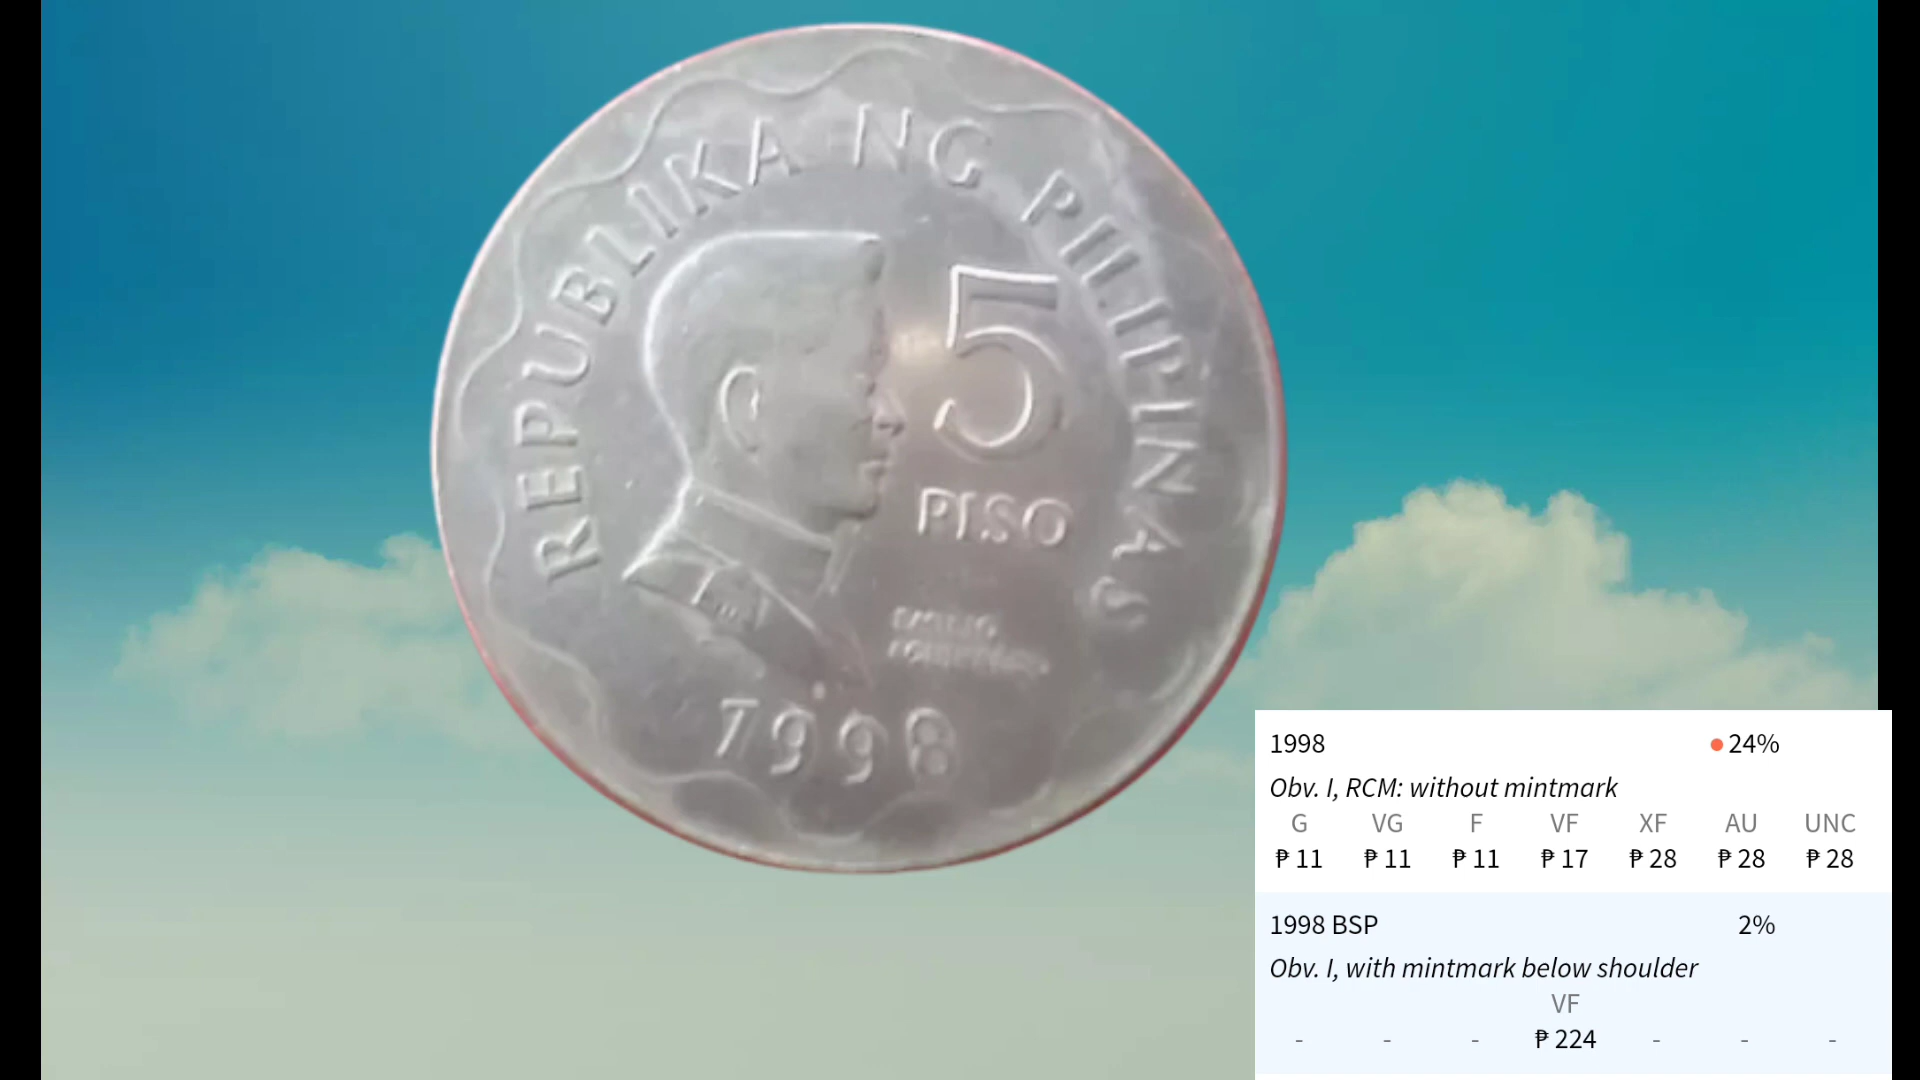 REPUBLIKA NG PILIPINAS
5
PISO
EMILIO
1998
1998 24%
Obv. I, RCM: without mintmark
G VG F VF XF AU UNC
₱ 11 ₱ 11 ₱ 11 ₱ 17 ₱ 28 ₱ 28 ₱ 28
1998 BSP 2%
Obv. I, with mintmark below shoulder
VF
- - - ₱ 224 - - -